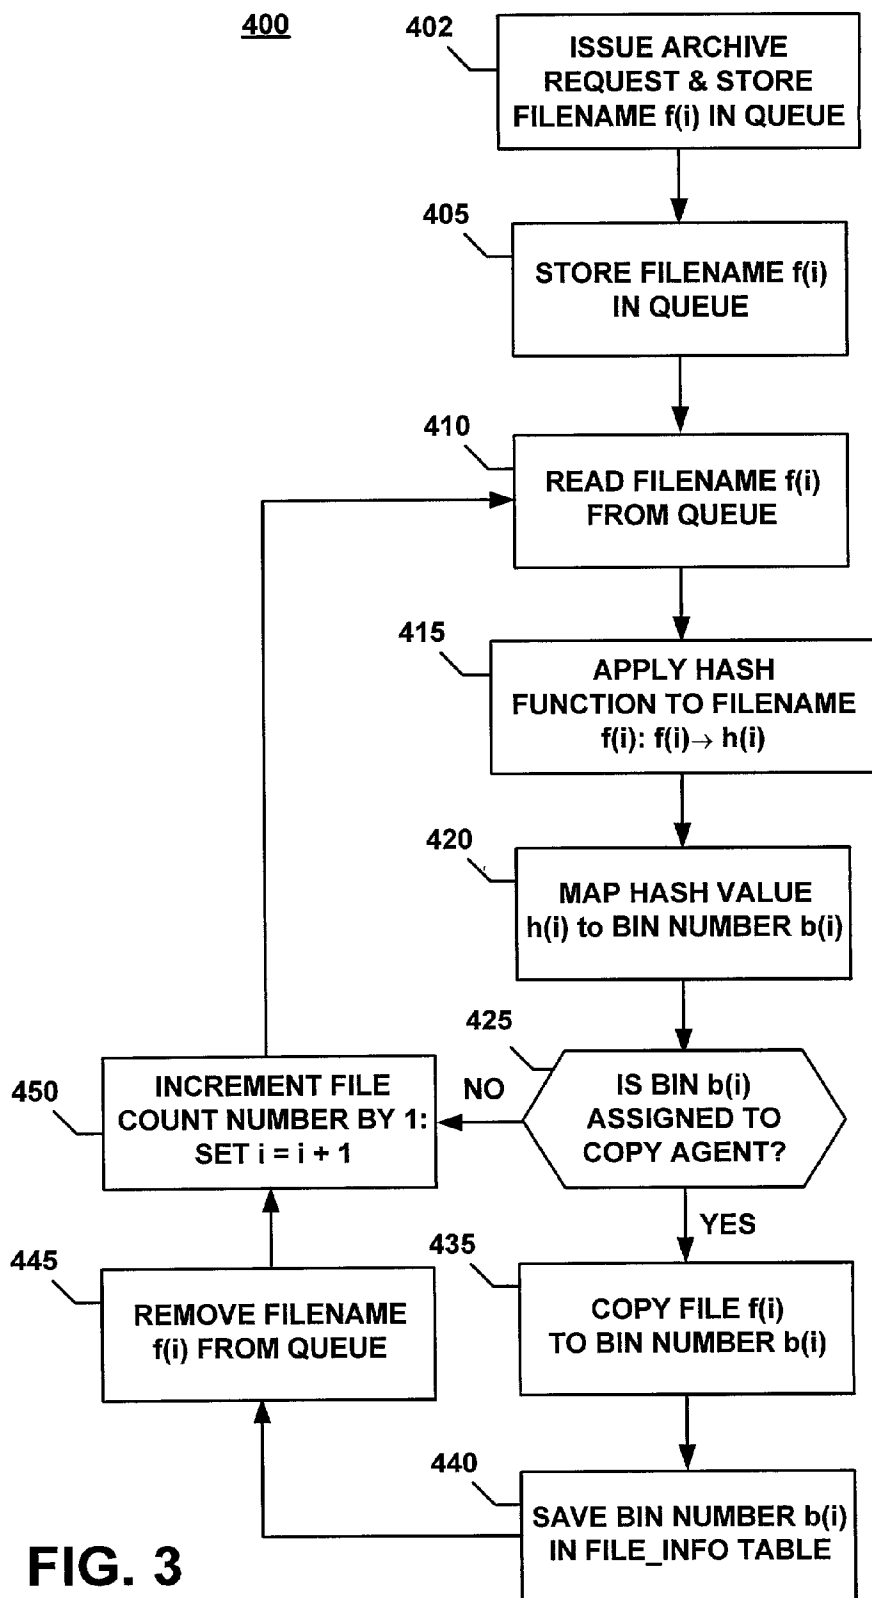 400
402
ISSUE ARCHIVE
REQUEST & STORE
FILENAME f(i) IN QUEUE
405
STORE FILENAME f(i)
IN QUEUE
410
READ FILENAME f(i)
FROM QUEUE
415
APPLY HASH
FUNCTION TO FILENAME
f(i): f(i)→ h(i)
420
MAP HASH VALUE
h(i) to BIN NUMBER b(i)
425
IS BIN b(i)
ASSIGNED TO
COPY AGENT?
NO
450
INCREMENT FILE
COUNT NUMBER BY 1:
SET i = i + 1
YES
435
COPY FILE f(i)
TO BIN NUMBER b(i)
445
REMOVE FILENAME
f(i) FROM QUEUE
440
SAVE BIN NUMBER b(i)
IN FILE_INFO TABLE
FIG. 3